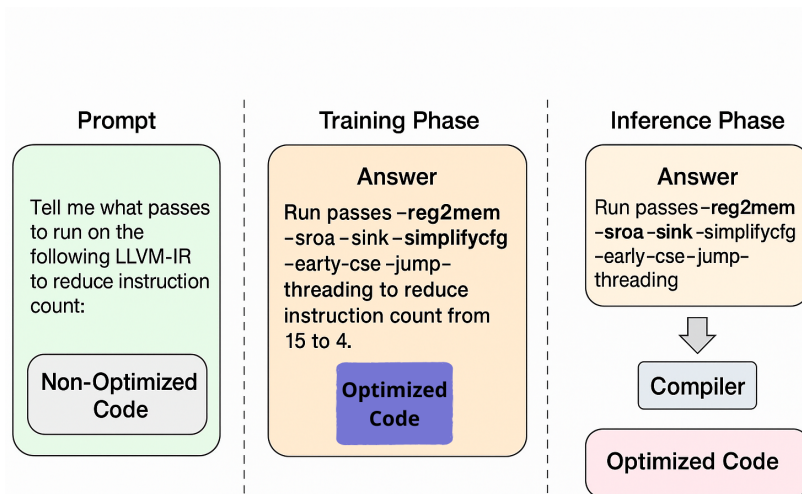 Prompt
Tell me what passes
to run on the
following LLVM-IR
to reduce instruction
count:
Non-Optimized
Code
Training Phase
Answer
Run passes –reg2mem
–sroa –sink –simplifycfg
–earty-cse –jump–
threading to reduce
instruction count from
15 to 4.
Optimized
Code
Inference Phase
Answer
Run passes –reg2mem
–sroa –sink –simplifycfg
–early–cse –jump–
threading
Compiler
Optimized Code